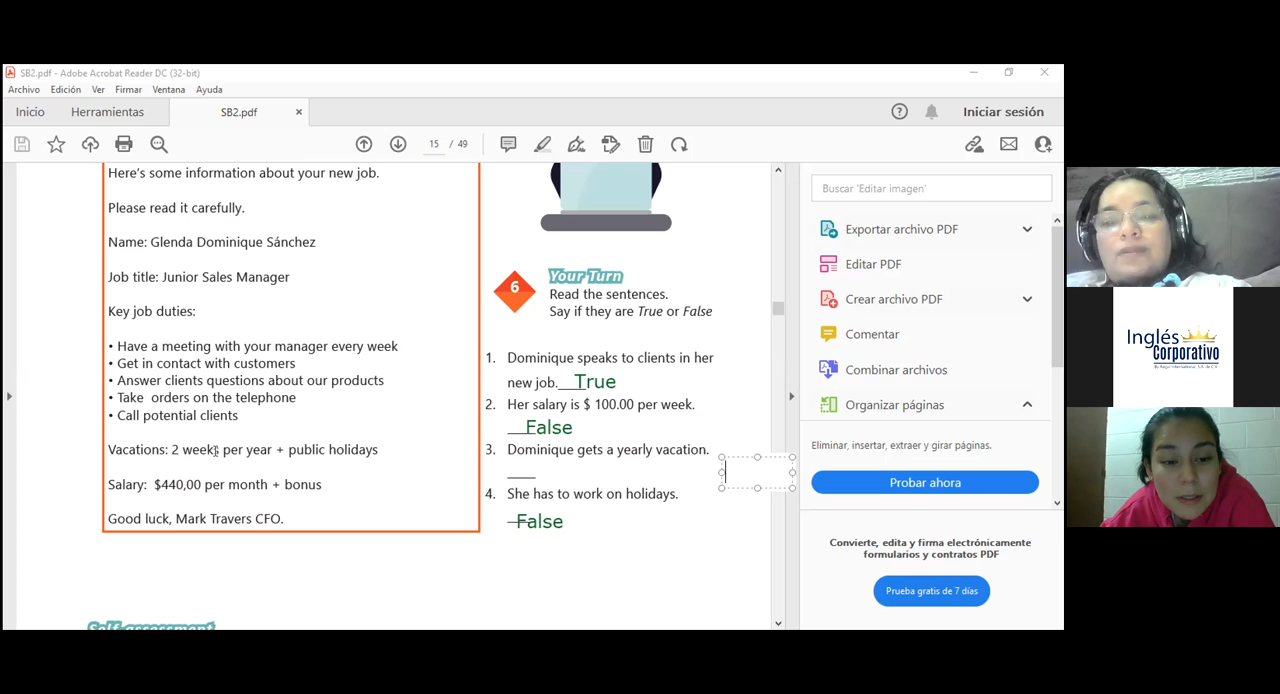 SB2.pdf - Adobe Acrobat Reader DC (32-bit)
Archivo Edición Ver Firmar Ventana Ayuda
Inicio Herramientas SB2.pdf × Iniciar sesión
15 / 49
Here's some information about your new job.
Please read it carefully.
Name: Glenda Dominique Sánchez
Job title: Junior Sales Manager
Key job duties:
• Have a meeting with your manager every week
• Get in contact with customers
• Answer clients questions about our products
• Take orders on the telephone
• Call potential clients
Vacations: 2 weeks per year + public holidays
Salary: $440,00 per month + bonus
Good luck, Mark Travers CFO.
Self-assessment
6
Your Turn
Read the sentences.
Say if they are True or False
1. Dominique speaks to clients in her
new job.___True
2. Her salary is $ 100.00 per week.
__False
3. Dominique gets a yearly vacation.
____
4. She has to work on holidays.
False
Buscar 'Editar imagen'
Exportar archivo PDF
Editar PDF
Crear archivo PDF
Comentar
Combinar archivos
Organizar páginas
Eliminar, insertar, extraer y girar páginas.
Probar ahora
Convierte, edita y firma electrónicamente
formularios y contratos PDF
Prueba gratis de 7 días
Inglés
Corporativo